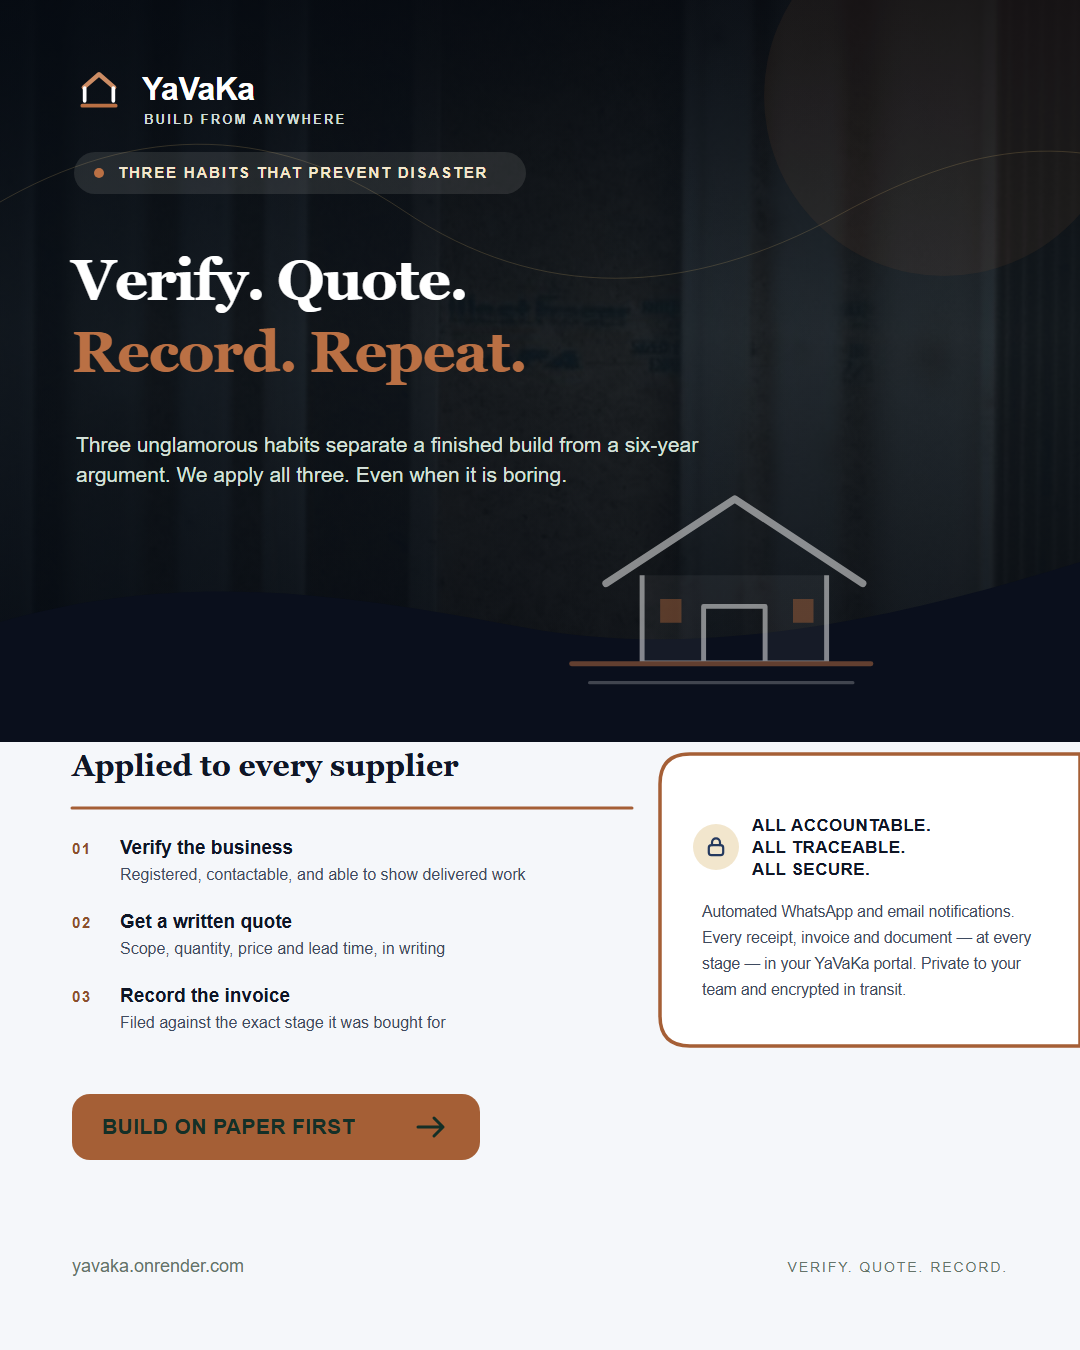 YaVaKa
BUILD FROM ANYWHERE
THREE HABITS THAT PREVENT DISASTER
Verify. Quote.
Record. Repeat.
Three unglamorous habits separate a finished build from a six-year
argument. We apply all three. Even when it is boring.
Applied to every supplier
01 Verify the business
Registered, contactable, and able to show delivered work
02 Get a written quote
Scope, quantity, price and lead time, in writing
03 Record the invoice
Filed against the exact stage it was bought for
ALL ACCOUNTABLE.
ALL TRACEABLE.
ALL SECURE.
Automated WhatsApp and email notifications.
Every receipt, invoice and document — at every
stage — in your YaVaKa portal. Private to your
team and encrypted in transit.
BUILD ON PAPER FIRST
yavaka.onrender.com
VERIFY. QUOTE. RECORD.